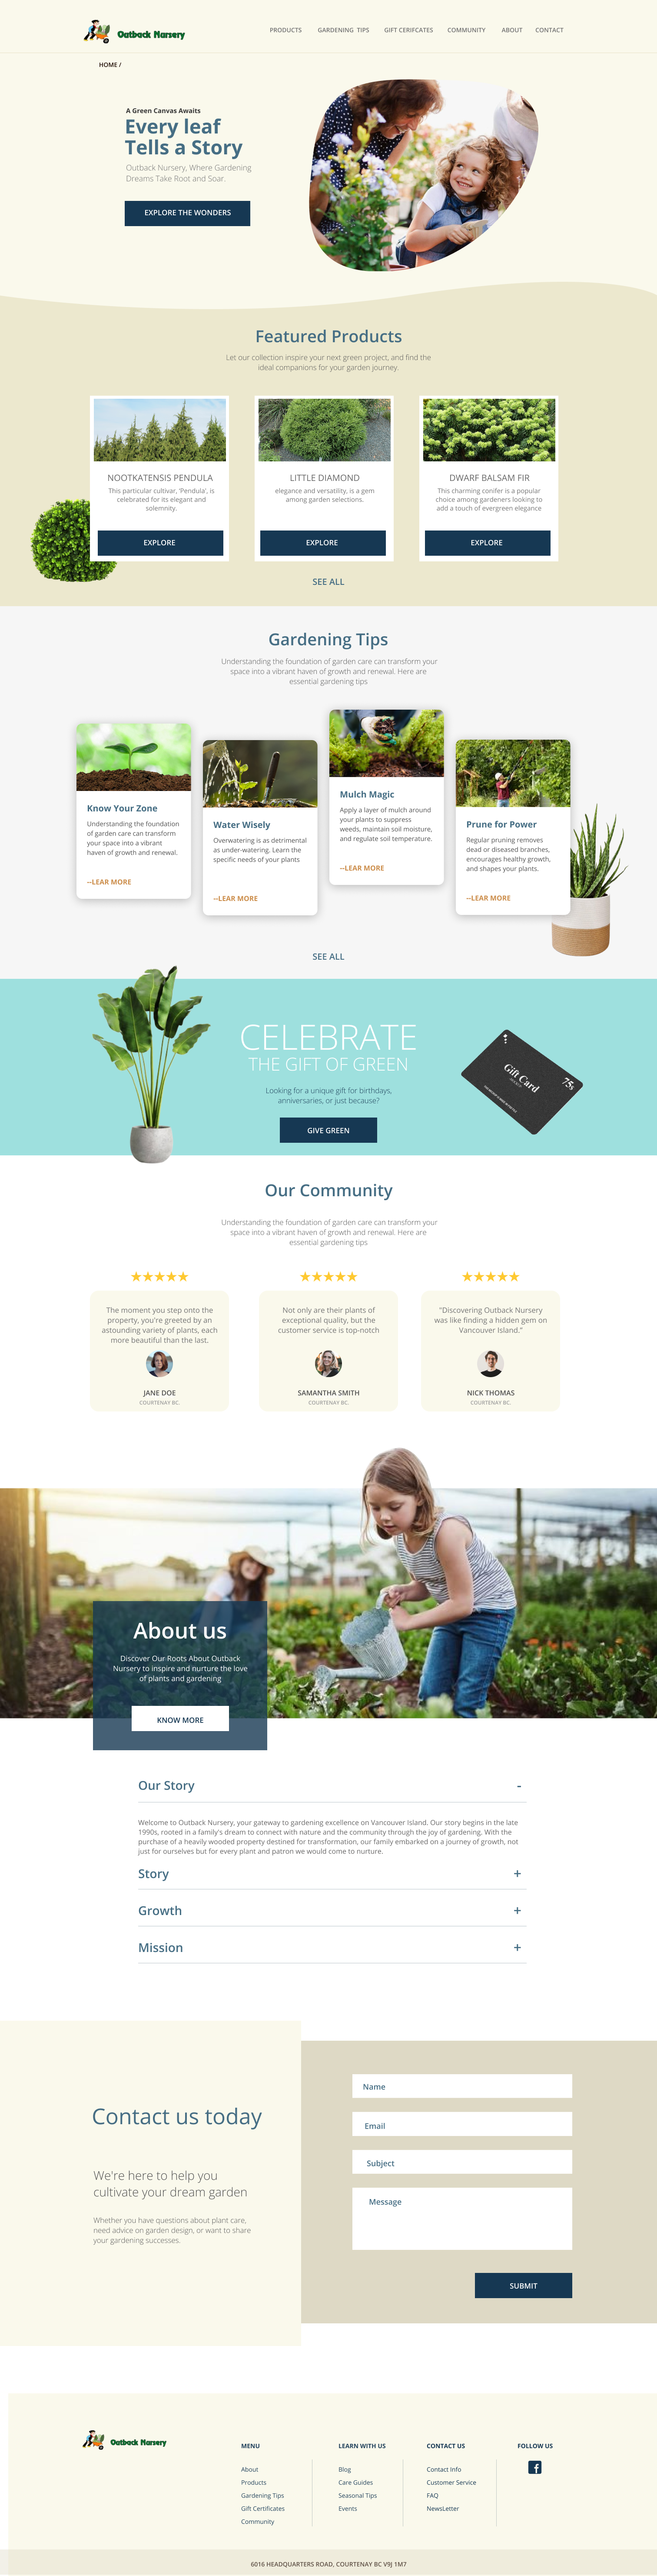 Outback Nursery
PRODUCTS GARDENING TIPS GIFT CERIFCATES COMMUNITY ABOUT CONTACT
HOME /
A Green Canvas Awaits
Every leaf
Tells a Story
Outback Nursery, Where Gardening
Dreams Take Root and Soar.
EXPLORE THE WONDERS
Featured Products
Let our collection inspire your next green project, and find the
ideal companions for your garden journey.
NOOTKATENSIS PENDULA
This particular cultivar, 'Pendula', is
celebrated for its elegant and
solemnity.
EXPLORE
LITTLE DIAMOND
elegance and versatility, is a gem
among garden selections.
EXPLORE
DWARF BALSAM FIR
This charming conifer is a popular
choice among gardeners looking to
add a touch of evergreen elegance
EXPLORE
SEE ALL
Gardening Tips
Understanding the foundation of garden care can transform your
space into a vibrant haven of growth and renewal. Here are
essential gardening tips
Know Your Zone
Understanding the foundation
of garden care can transform
your space into a vibrant
haven of growth and renewal.
--LEAR MORE
Water Wisely
Overwatering is as detrimental
as under-watering. Learn the
specific needs of your plants
--LEAR MORE
Mulch Magic
Apply a layer of mulch around
your plants to suppress
weeds, maintain soil moisture,
and regulate soil temperature.
--LEAR MORE
Prune for Power
Regular pruning removes
dead or diseased branches,
encourages healthy growth,
and shapes your plants.
--LEAR MORE
SEE ALL
CELEBRATE
THE GIFT OF GREEN
Looking for a unique gift for birthdays,
anniversaries, or just because?
GIVE GREEN
Gift Card
75$
Our Community
Understanding the foundation of garden care can transform your
space into a vibrant haven of growth and renewal. Here are
essential gardening tips
The moment you step onto the
property, you're greeted by an
astounding variety of plants, each
more beautiful than the last.
JANE DOE
COURTENAY BC.
Not only are their plants of
exceptional quality, but the
customer service is top-notch
SAMANTHA SMITH
COURTENAY BC.
"Discovering Outback Nursery
was like finding a hidden gem on
Vancouver Island."
NICK THOMAS
COURTENAY BC.
About us
Discover Our Roots About Outback
Nursery to inspire and nurture the love
of plants and gardening
KNOW MORE
Our Story -
Welcome to Outback Nursery, your gateway to gardening excellence on Vancouver Island. Our story begins in the late
1990s, rooted in a family's dream to connect with nature and the community through the joy of gardening. With the
purchase of a heavily wooded property destined for transformation, our family embarked on a journey of growth, not
just for ourselves but for every plant and patron we would come to nurture.
Story +
Growth +
Mission +
Contact us today
We're here to help you
cultivate your dream garden
Whether you have questions about plant care,
need advice on garden design, or want to share
your gardening successes.
Name
Email
Subject
Message
SUBMIT
Outback Nursery
MENU
About
Products
Gardening Tips
Gift Certificates
Community
LEARN WITH US
Blog
Care Guides
Seasonal Tips
Events
CONTACT US
Contact Info
Customer Service
FAQ
NewsLetter
FOLLOW US
6016 HEADQUARTERS ROAD, COURTENAY BC V9J 1M7